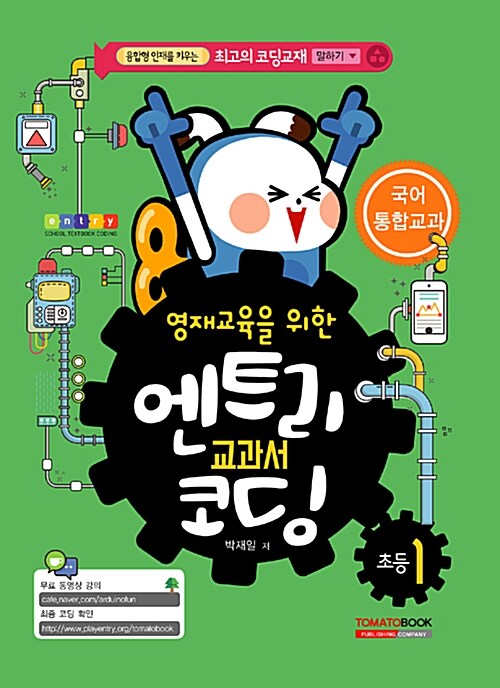 융합형 인재를 키우는 최고의 코딩교재 말하기
국어
통합교과
entry
SCHOOL TEXTBOOK CODING
영재교육을 위한
엔트리
교과서
코딩
박재일 저
초등 1
무료 동영상 강의
cafe.naver.com/arduinofun
최종 코딩 확인
http://www.playentry.org/tomatobook
TOMATOBOOK
PUBLISHING COMPANY